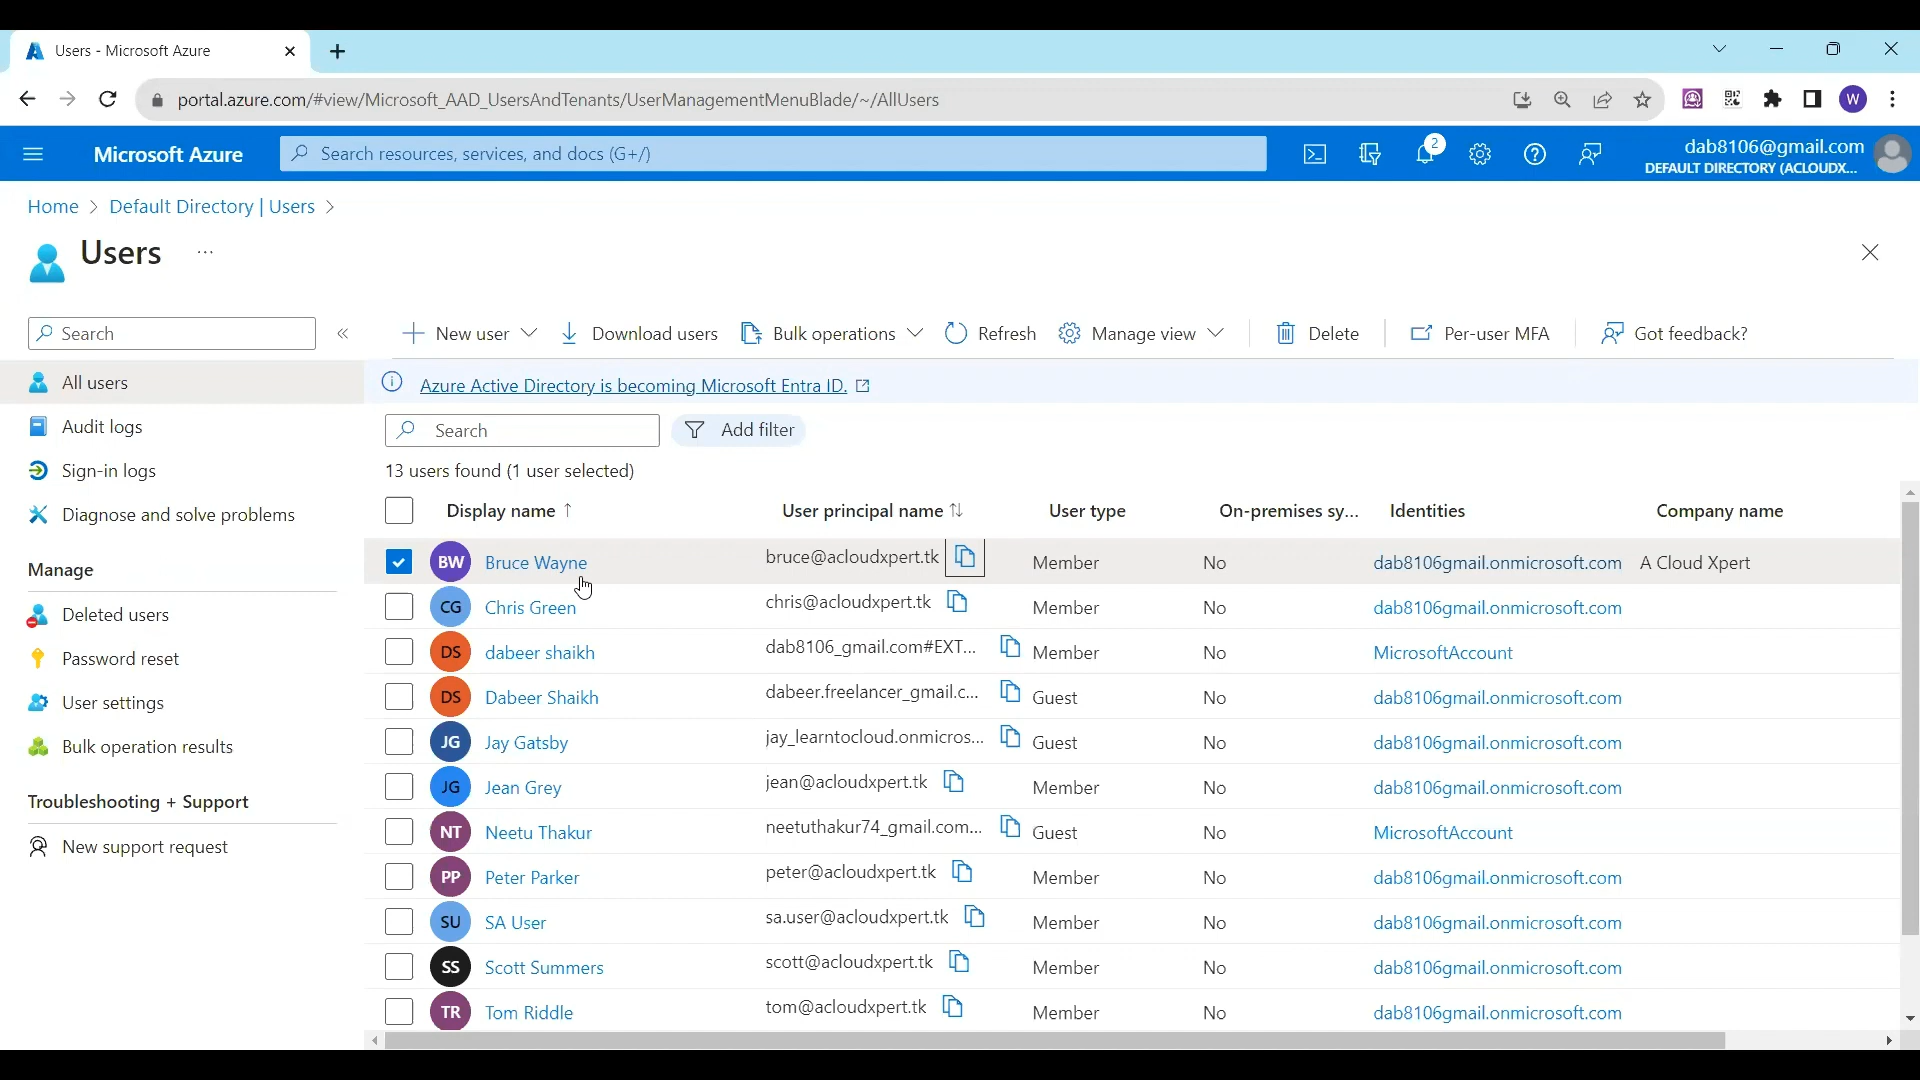 Users - Microsoft Azure
portal.azure.com/#view/Microsoft_AAD_UsersAndTenants/UserManagementMenuBlade/~/AllUsers
W
Microsoft Azure
Search resources, services, and docs (G+/)
2
dab8106@gmail.com
DEFAULT DIRECTORY (ACLOUDX...
Home > Default Directory | Users >
Users ...
Search
«
New user
Download users
Bulk operations
Refresh
Manage view
Delete
Per-user MFA
Got feedback?
All users
Audit logs
Sign-in logs
Diagnose and solve problems
Manage
Deleted users
Password reset
User settings
Bulk operation results
Troubleshooting + Support
New support request
Azure Active Directory is becoming Microsoft Entra ID.
Search
Add filter
13 users found (1 user selected)
Display name ↑ User principal name ↑↓ User type On-premises sy... Identities Company name
BW Bruce Wayne bruce@acloudxpert.tk Member No dab8106gmail.onmicrosoft.com A Cloud Xpert
CG Chris Green chris@acloudxpert.tk Member No dab8106gmail.onmicrosoft.com
DS dabeer shaikh dab8106_gmail.com#EXT... Member No MicrosoftAccount
DS Dabeer Shaikh dabeer.freelancer_gmail.c... Guest No dab8106gmail.onmicrosoft.com
JG Jay Gatsby jay_learntocloud.onmicros... Guest No dab8106gmail.onmicrosoft.com
JG Jean Grey jean@acloudxpert.tk Member No dab8106gmail.onmicrosoft.com
NT Neetu Thakur neetuthakur74_gmail.com... Guest No MicrosoftAccount
PP Peter Parker peter@acloudxpert.tk Member No dab8106gmail.onmicrosoft.com
SU SA User sa.user@acloudxpert.tk Member No dab8106gmail.onmicrosoft.com
SS Scott Summers scott@acloudxpert.tk Member No dab8106gmail.onmicrosoft.com
TR Tom Riddle tom@acloudxpert.tk Member No dab8106gmail.onmicrosoft.com